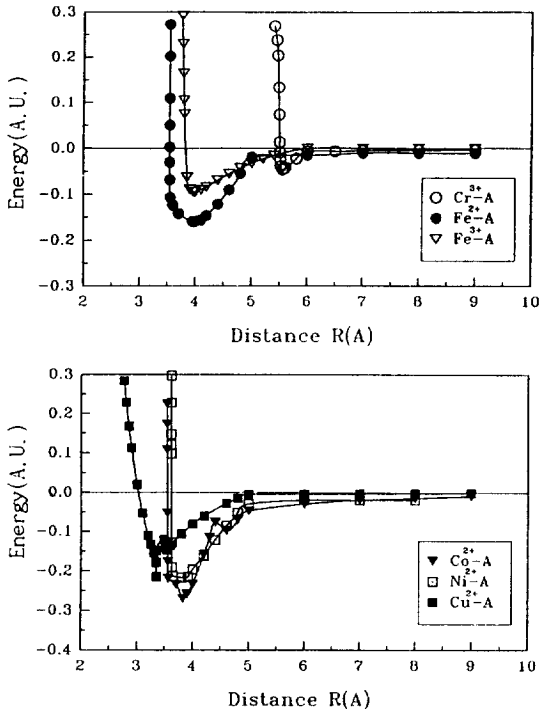 0.3
0.2
0.1
0.0
-0.1
-0.2
-0.3
Energy(A.U.)
Cr³⁺-A
Fe²⁺-A
Fe³⁺-A
2 3 4 5 6 7 8 9 10
Distance R(A)
0.3
0.2
0.1
0.0
-0.1
-0.2
-0.3
-0.4
Energy(A.U.)
Co²⁺-A
Ni²⁺-A
Cu²⁺-A
2 3 4 5 6 7 8 9 10
Distance R(A)